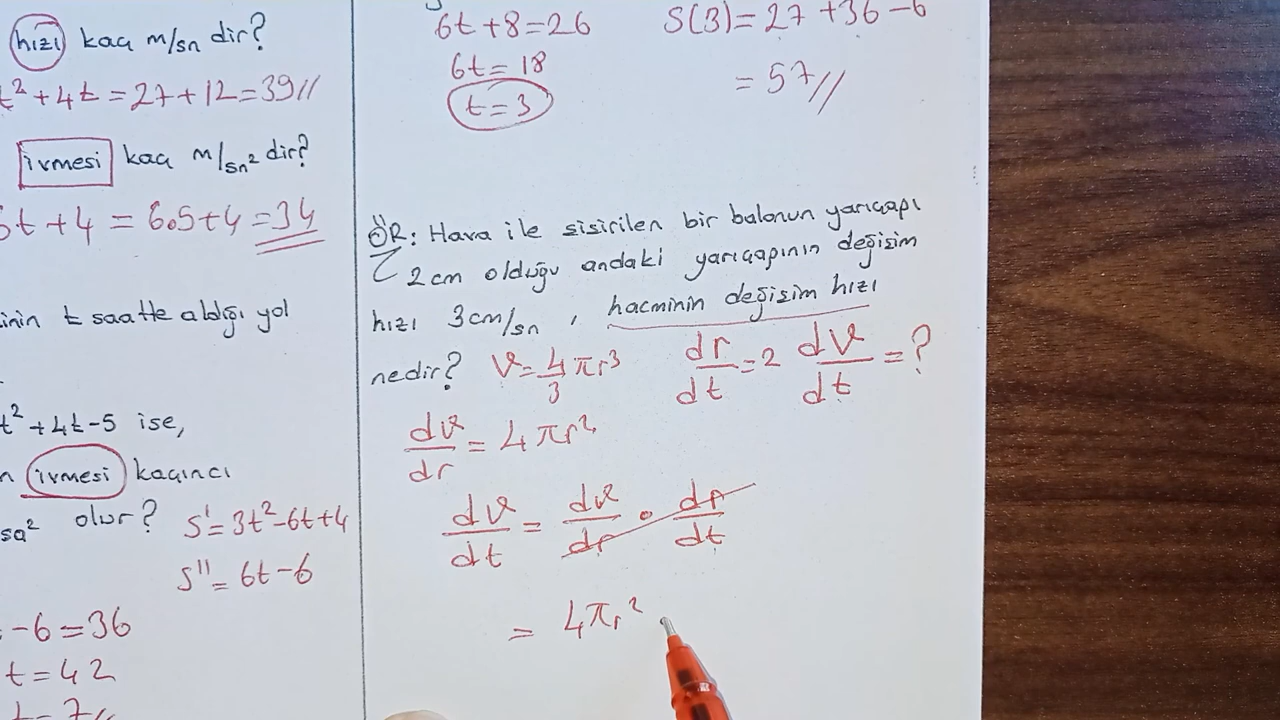 hızı kaç m/sn dir?
t²+4t=27+12=39//
ivmesi kaç m/sn² dir?
6t+4=6.5+4=34
inin t saatte aldığı yol
t²+4t-5 ise,
n ivmesi kaçıncı
sa² olur? s'=3t²-6t+4
s''=6t-6
-6=36
t=42
t=7//
6t+8=26
6t=18
t=3
S(3)=27+36-6
=57//
ÖR: Hava ile şişirilen bir balonun yarıçapı
2 cm olduğu andaki yarıçapının değişim
hızı 3cm/sn, hacminin değişim hızı
nedir? V=4/3 πr³ dr/dt=2 dV/dt=?
dV/dr=4πr²
dV/dt=dV/dr•dr/dt
=4πr²